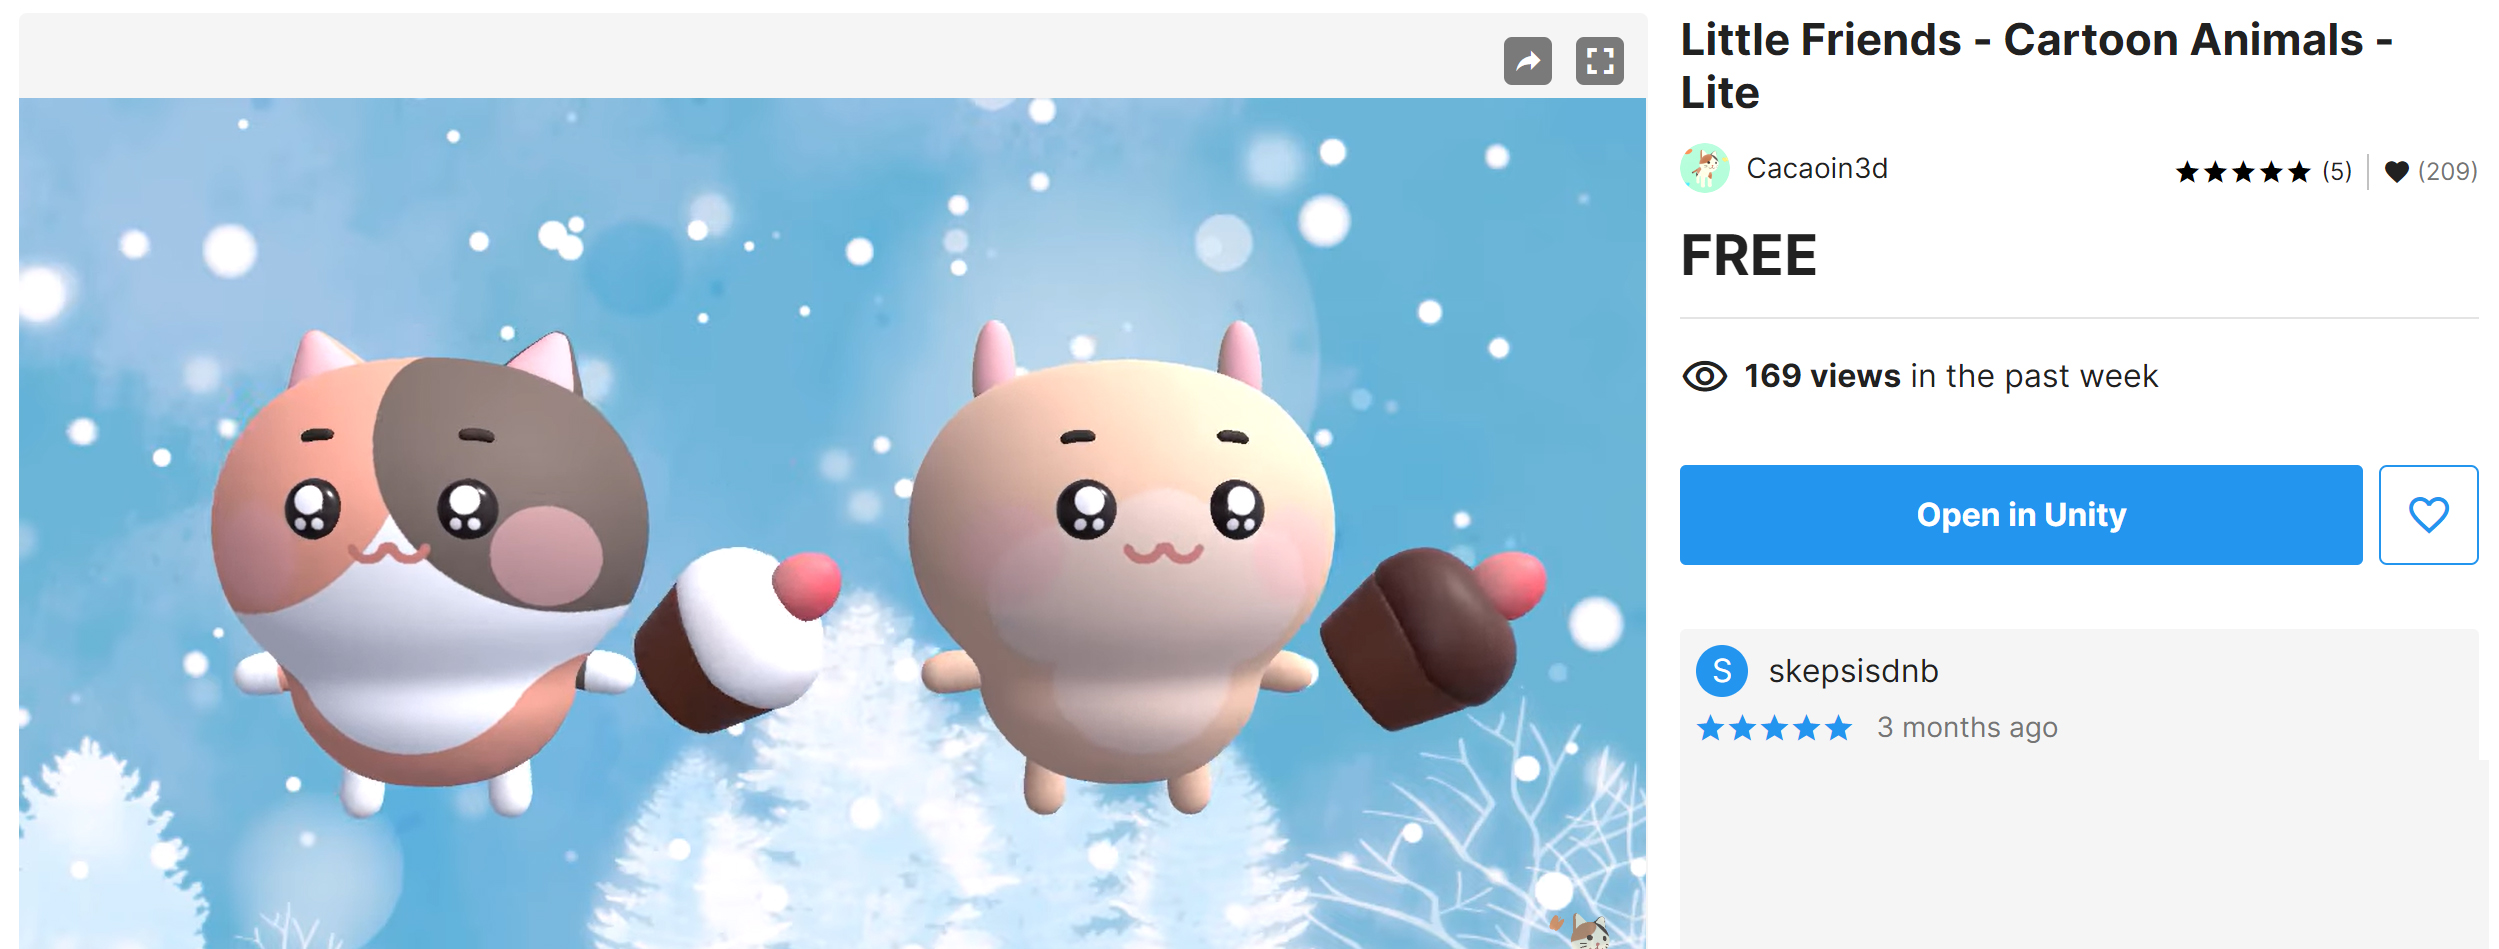 Little Friends - Cartoon Animals -
Lite
Cacaoin3d
(5)
(209)
FREE
169 views in the past week
Open in Unity
S
skepsisdnb
3 months ago